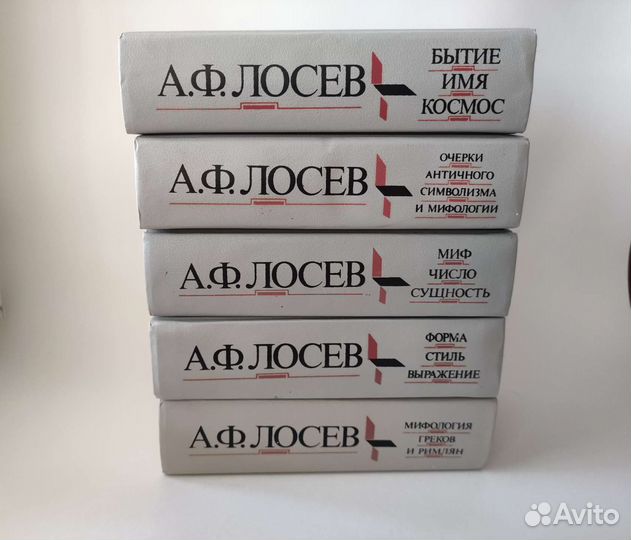 А.Ф. ЛОСЕВ
БЫТИЕ
ИМЯ
КОСМОС
А.Ф. ЛОСЕВ
ОЧЕРКИ
АНТИЧНОГО
СИМВОЛИЗМА
И МИФОЛОГИИ
А.Ф. ЛОСЕВ
МИФ
ЧИСЛО
СУЩНОСТЬ
А.Ф. ЛОСЕВ
ФОРМА
СТИЛЬ
ВЫРАЖЕНИЕ
А.Ф. ЛОСЕВ
МИФОЛОГИЯ
ГРЕКОВ
И РИМЛЯН
Avito